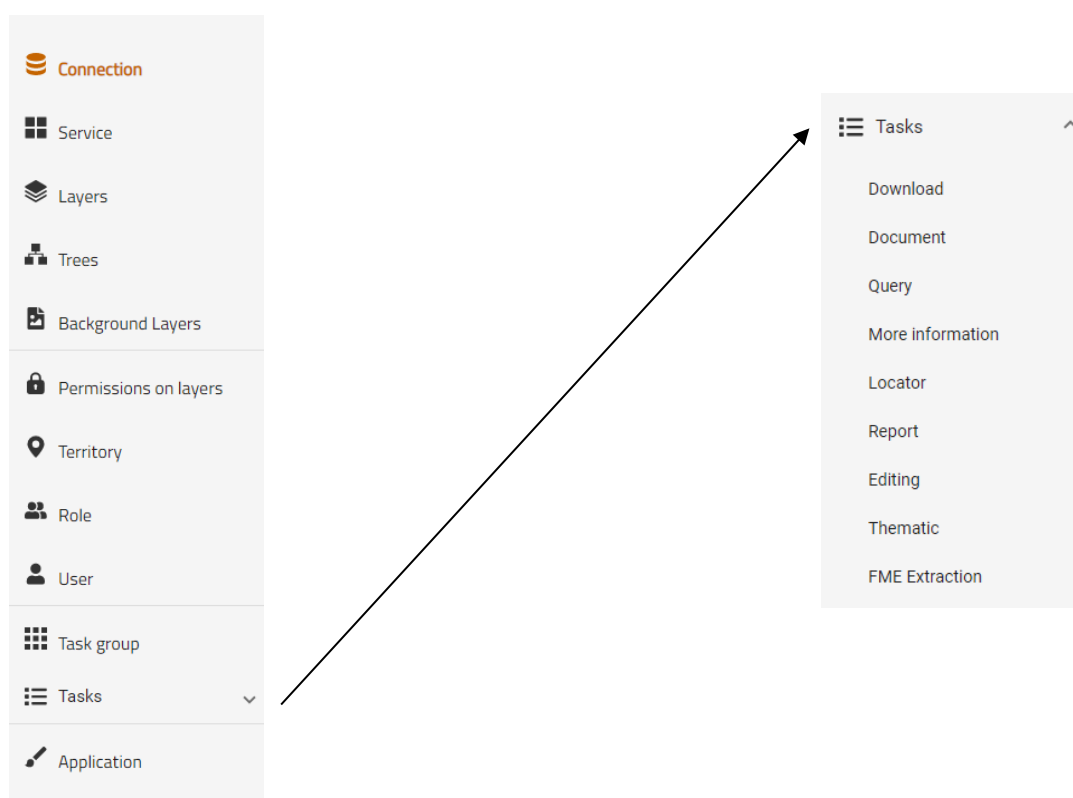 Connection
Service
Layers
Trees
Background Layers
Permissions on layers
Territory
Role
User
Task group
Tasks
Application
Tasks
Download
Document
Query
More information
Locator
Report
Editing
Thematic
FME Extraction